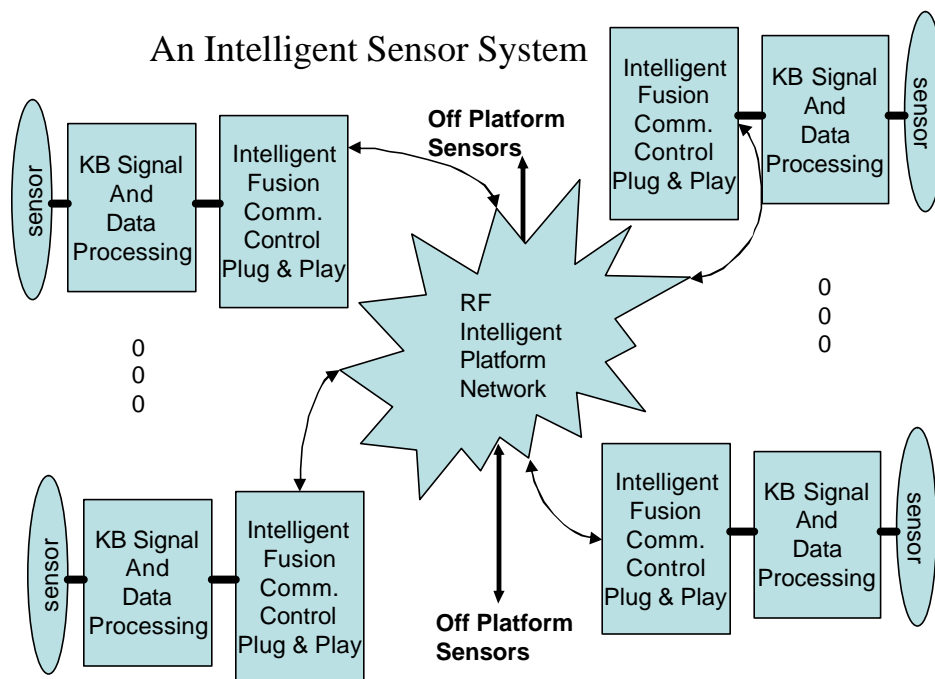 An Intelligent Sensor System
sensor
KB Signal
And
Data
Processing
Intelligent
Fusion
Comm.
Control
Plug & Play
Off Platform
Sensors
Intelligent
Fusion
Comm.
Control
Plug & Play
KB Signal
And
Data
Processing
sensor
0
0
0
RF
Intelligent
Platform
Network
0
0
0
sensor
KB Signal
And
Data
Processing
Intelligent
Fusion
Comm.
Control
Plug & Play
Off Platform
Sensors
Intelligent
Fusion
Comm.
Control
Plug & Play
KB Signal
And
Data
Processing
sensor